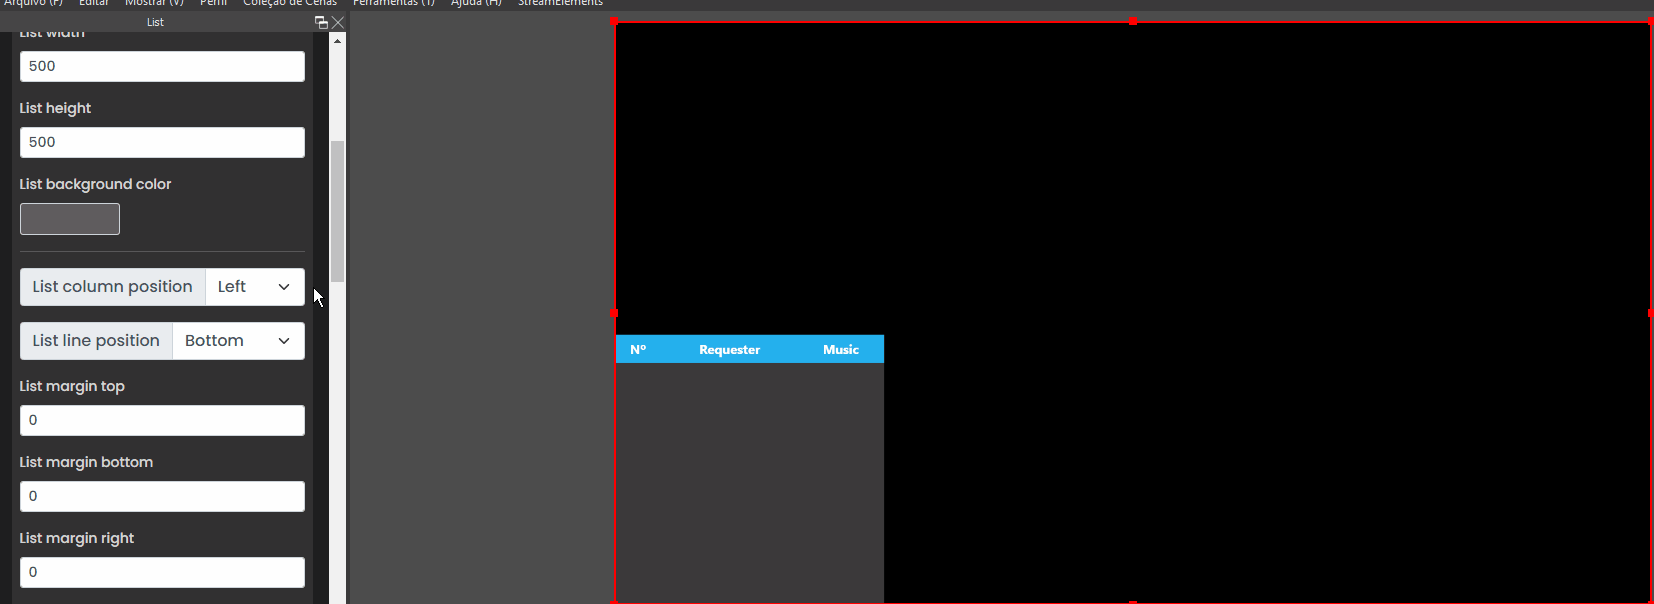 Arquivo (F) Editar Mostrar (V) Perfil Coleção de Cenas Ferramentas (T) Ajuda (H) StreamElements
List
List width
500
List height
500
List background color
List column position Left
List line position Bottom
List margin top
0
List margin bottom
0
List margin right
0
Nº Requester Music